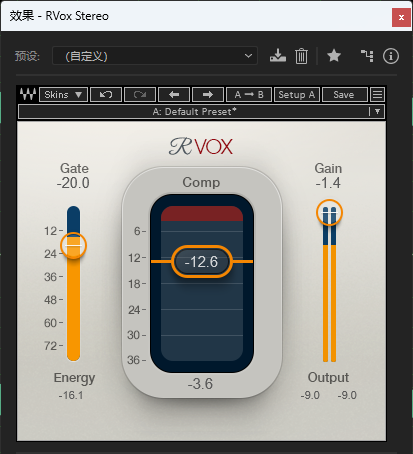 效果 - RVox Stereo
×
预设: (自定义)
Skins ▼ A → B Setup A Save
A: Default Preset*
RVOX
Gate
-20.0
Comp
Gain
-1.4
12
24
36
48
60
72
6
12
18
24
30
36
-12.6
Energy
-16.1
-3.6
Output
-9.0 -9.0